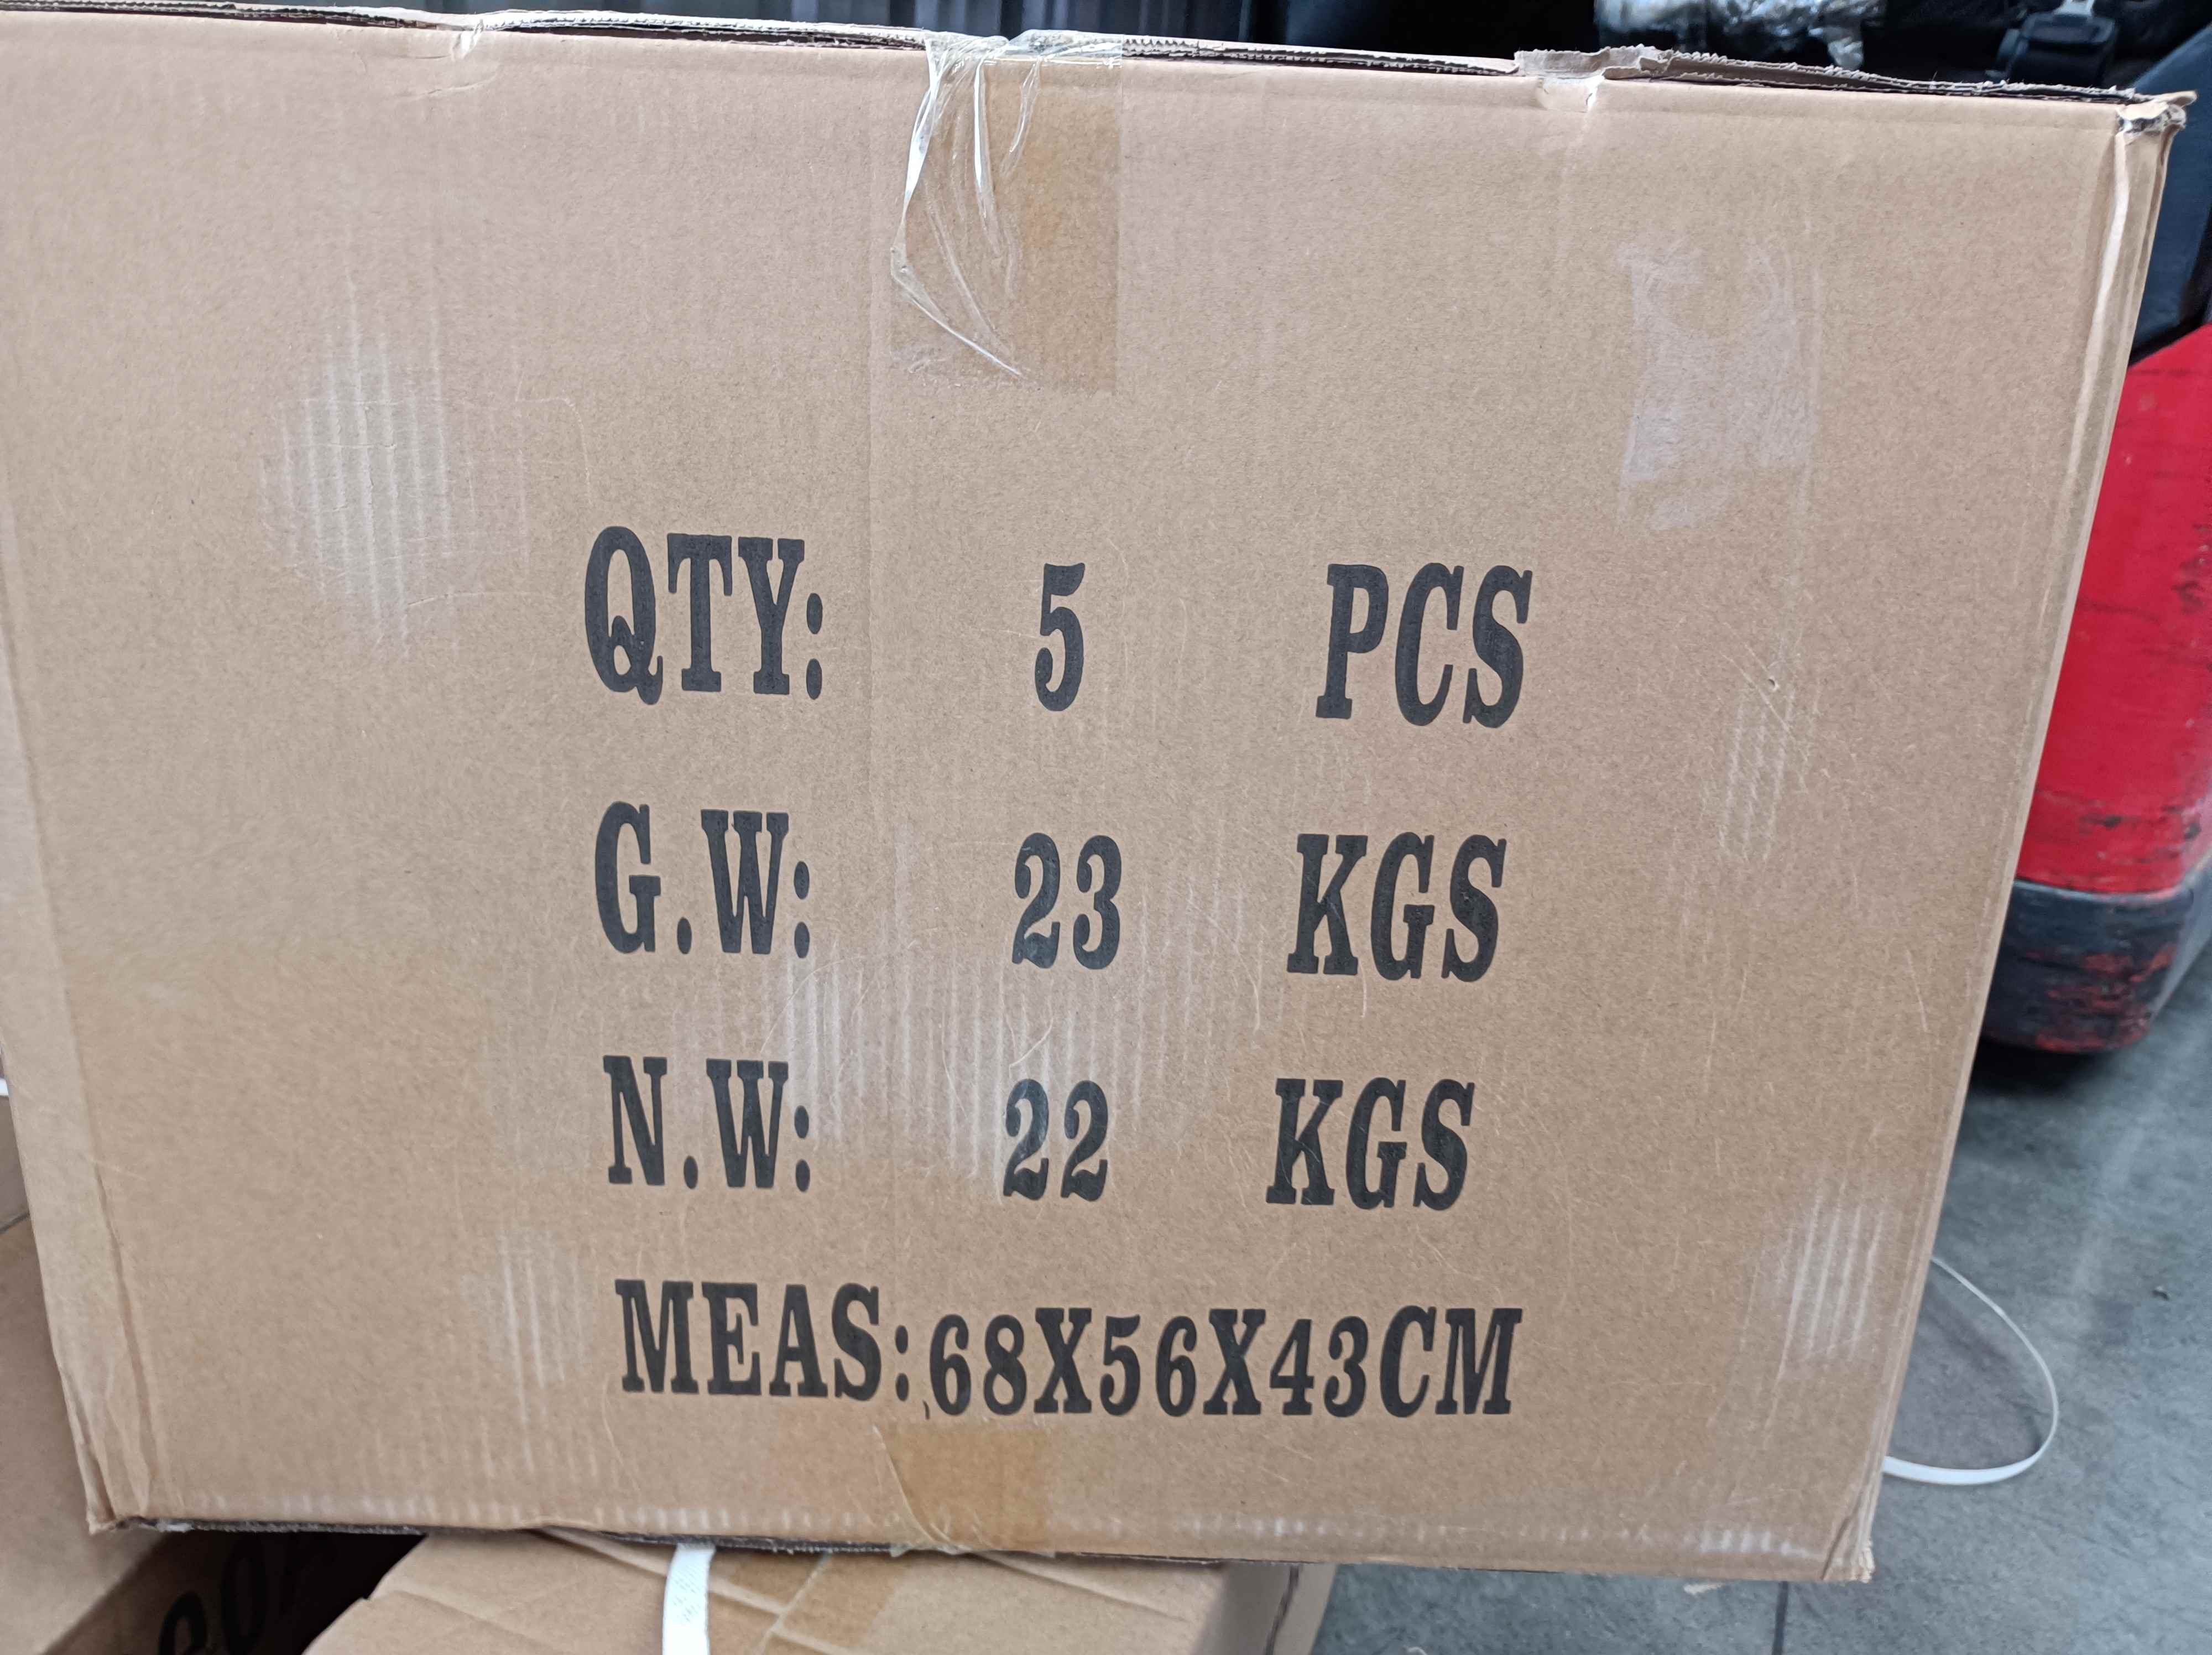 QTY: 5 PCS
G.W: 23 KGS
N.W: 22 KGS
MEAS:68X56X43CM